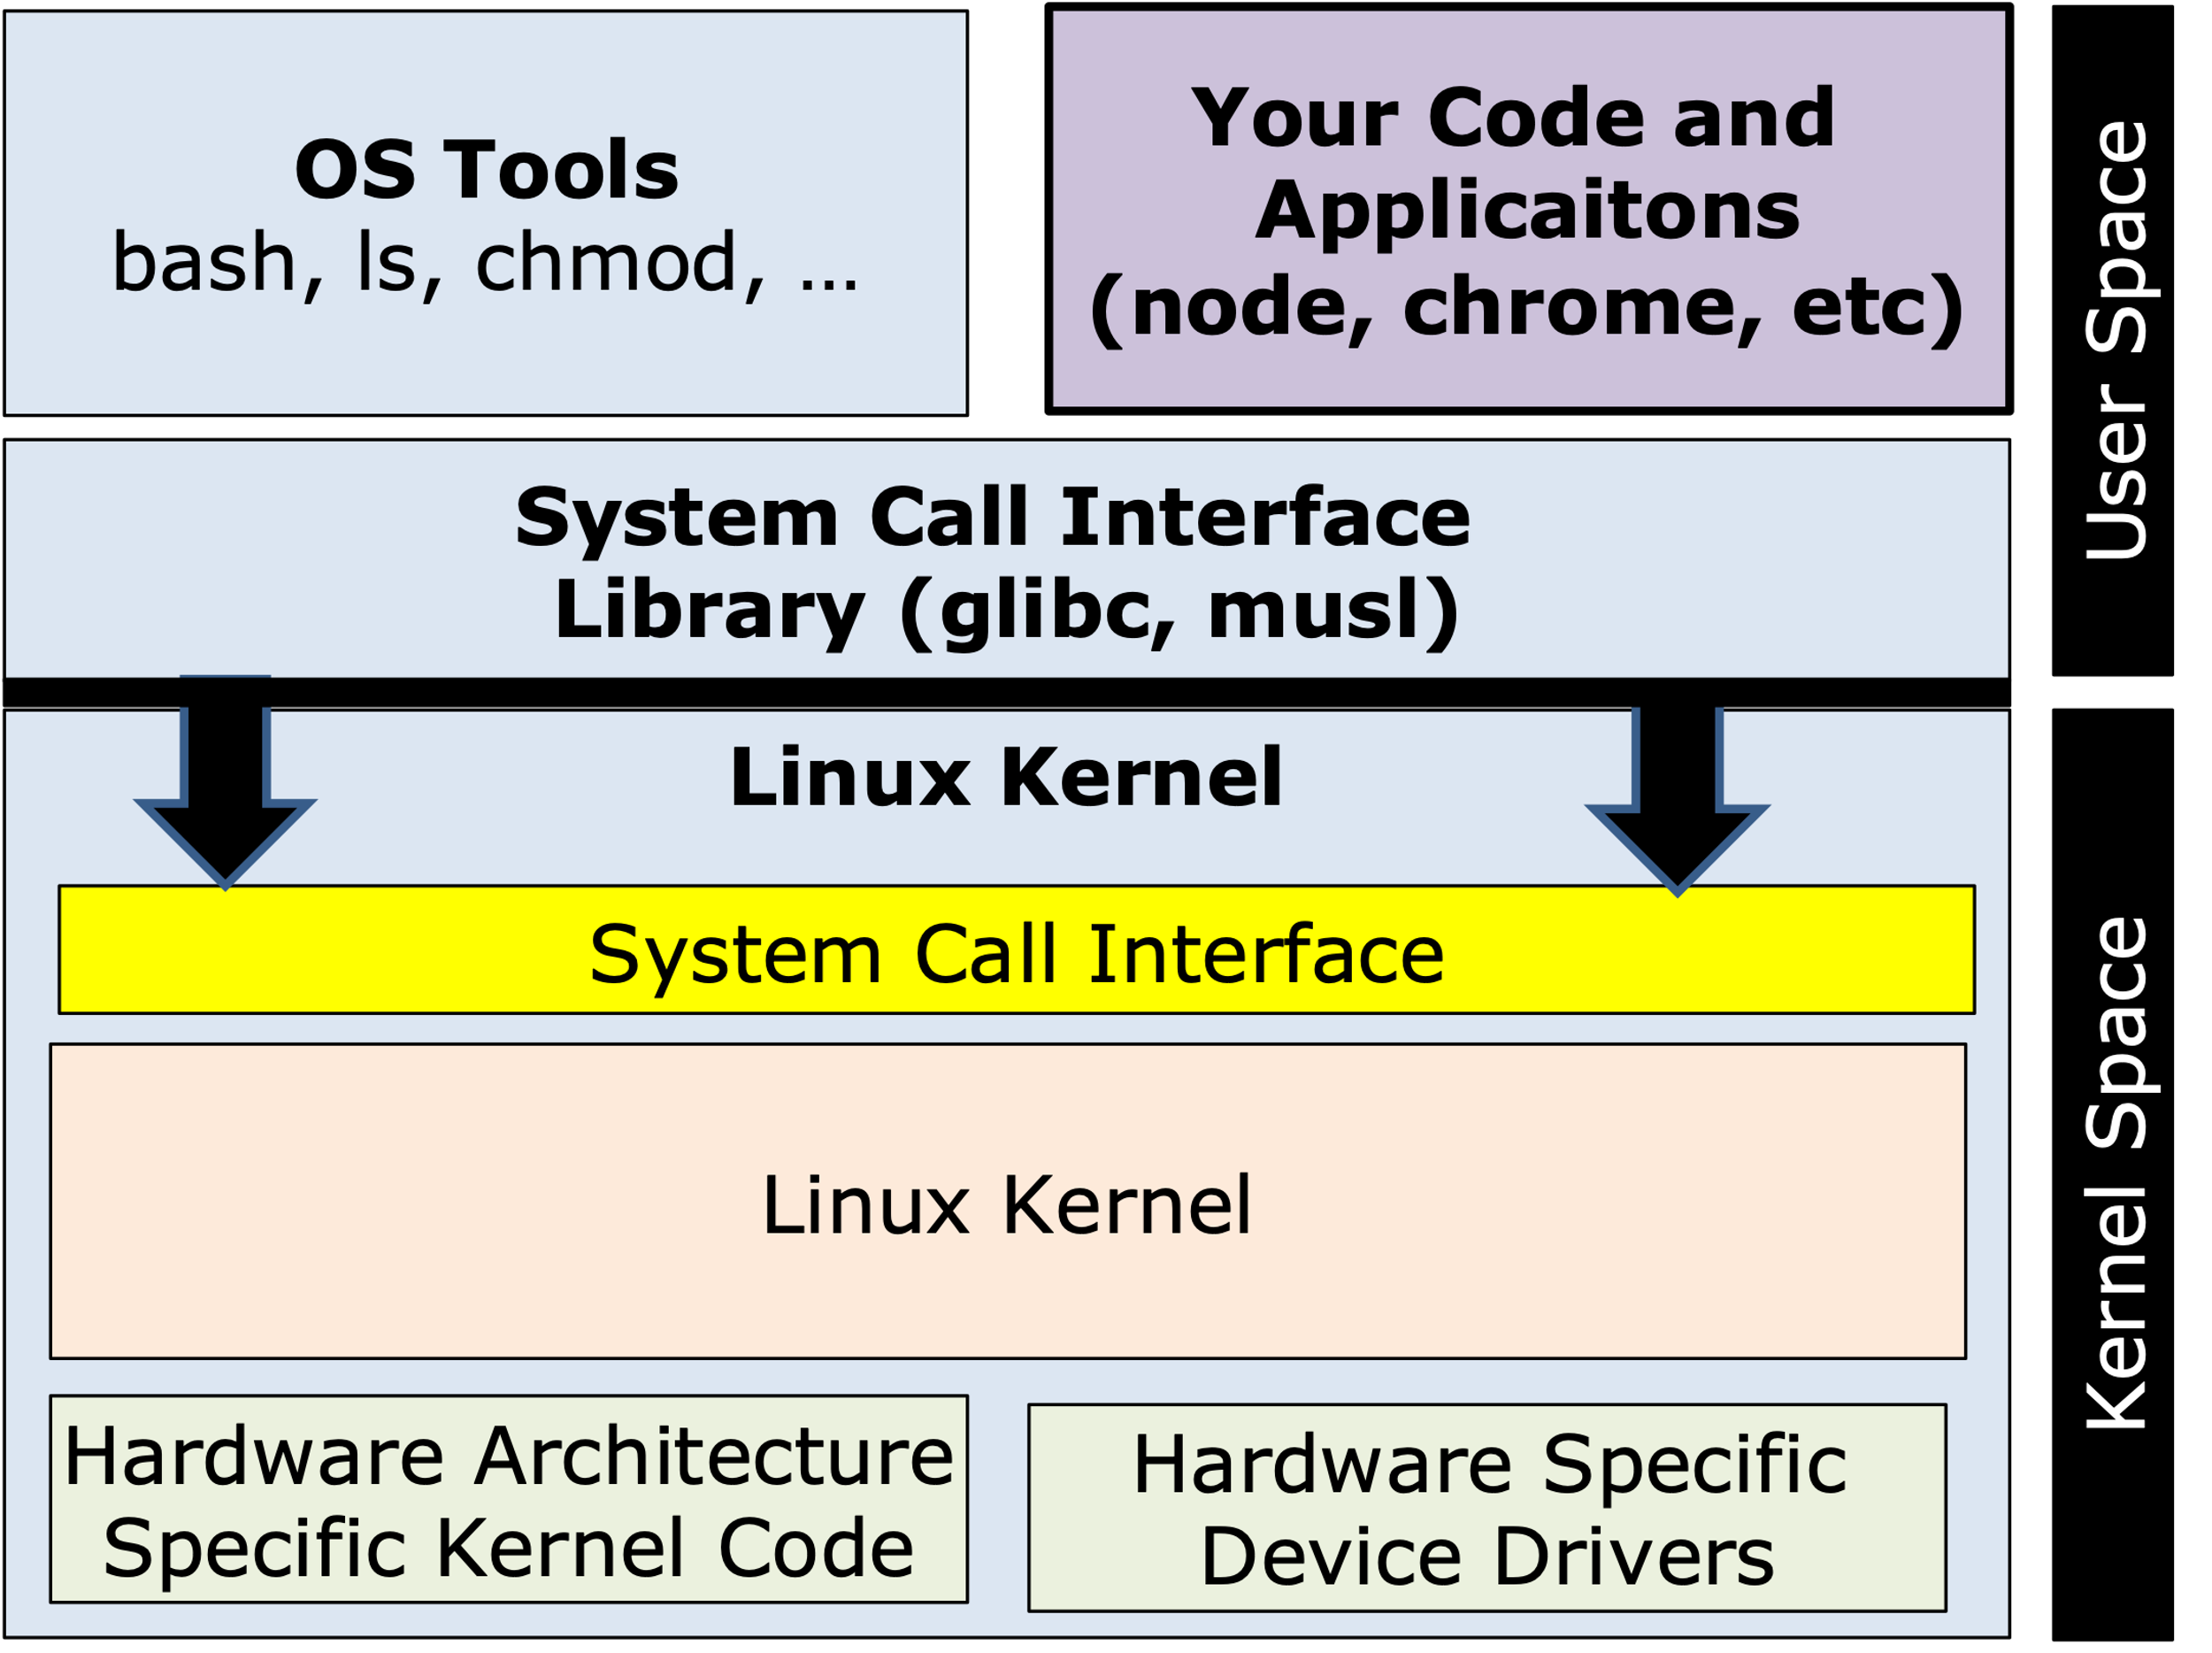 OS Tools
bash, ls, chmod, ...
Your Code and
Applicaitons
(node, chrome, etc)
User Space
System Call Interface
Library (glibc, musl)
Linux Kernel
System Call Interface
Linux Kernel
Hardware Architecture
Specific Kernel Code
Hardware Specific
Device Drivers
Kernel Space